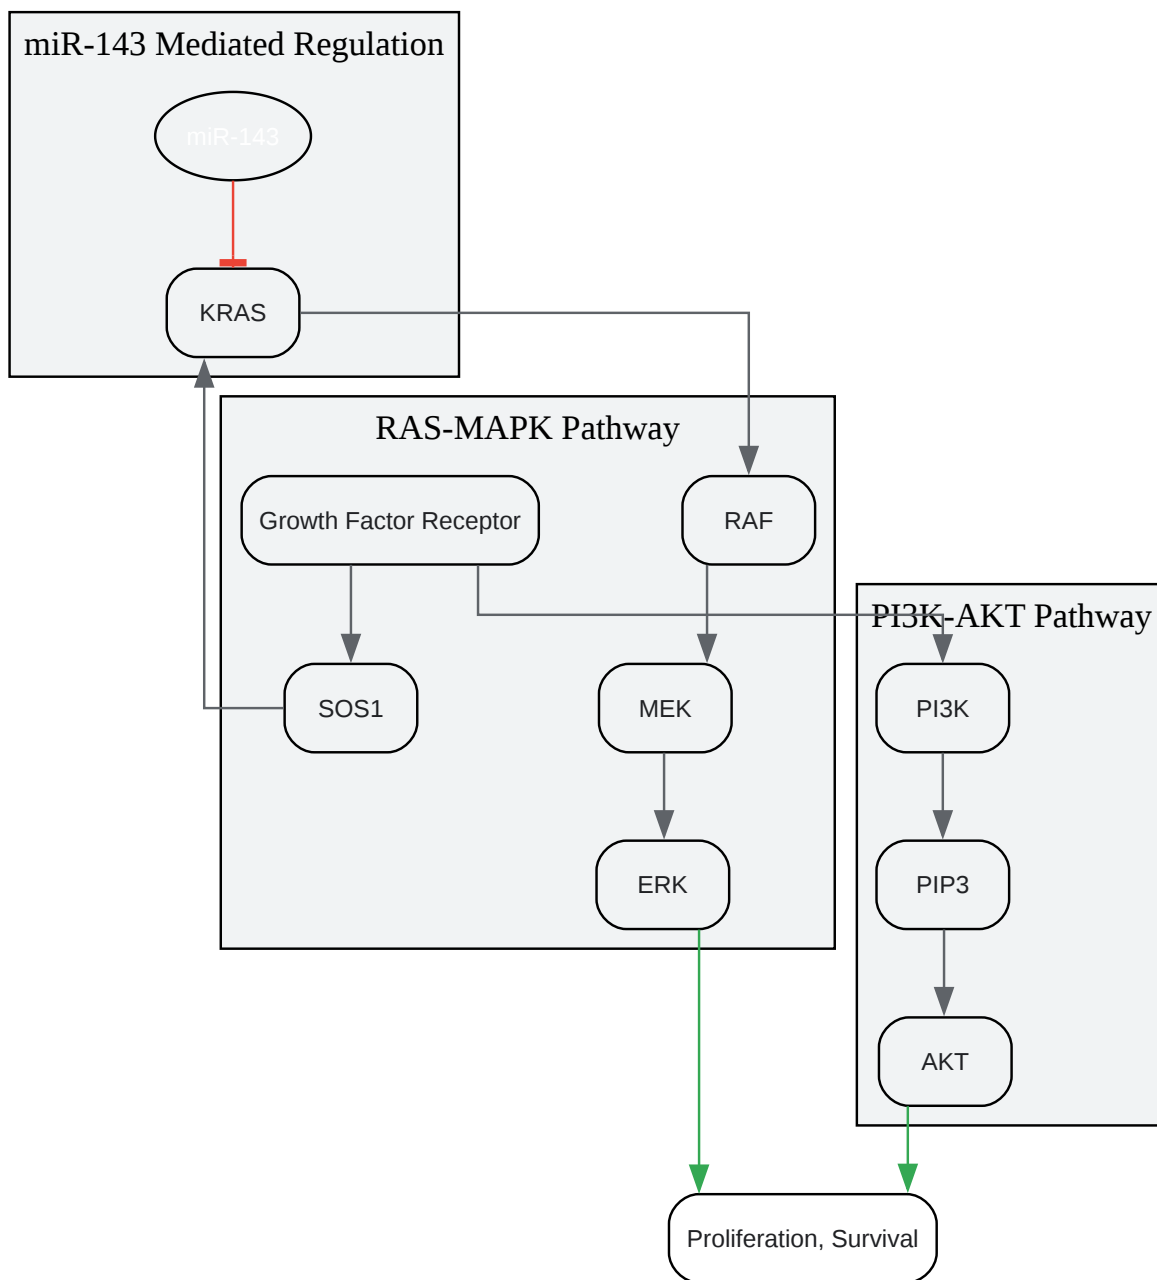 miR-143 Mediated Regulation
miR-143
KRAS
RAS-MAPK Pathway
Growth Factor Receptor
RAF
PI3K-AKT Pathway
SOS1
MEK
PI3K
ERK
PIP3
AKT
Proliferation, Survival